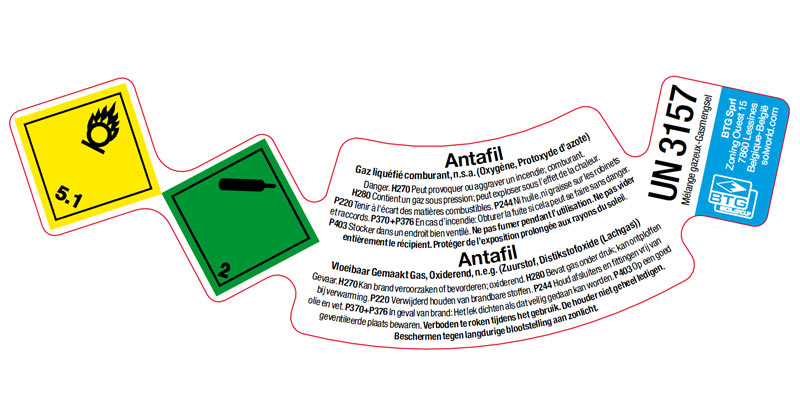 5.1
2
Antafil
Gaz liquéfié comburant, n.s.a. (Oxygène, Protoxyde d'azote)
Danger. H270 Peut provoquer ou aggraver un incendie; comburant.
H280 Contient un gaz sous pression; peut exploser sous l'effet de la chaleur.
P220 Tenir à l'écart des matières combustibles. P244 Ni huile, ni graisse sur les robinets
et raccords. P370+P376 En cas d'incendie: Obturer la fuite si cela peut se faire sans danger.
P403 Stocker dans un endroit bien ventilé. Ne pas fumer pendant l'utilisation. Ne pas vider
entièrement le récipient. Protéger de l'exposition prolongée aux rayons du soleil.
Antafil
Vloeibaar Gemaakt Gas, Oxiderend, n.e.g. (Zuurstof, Distikstofoxide (Lachgas))
Gevaar. H270 Kan brand veroorzaken of bevorderen; oxiderend. H280 Bevat gas onder druk; kan ontploffen
bij verwarming. P220 Verwijderd houden van brandbare stoffen. P244 Houd afsluiters en fittingen vrij van
olie en vet. P370+P376 In geval van brand: Het lek dichten als dat veilig gedaan kan worden. P403 Op een goed
geventileerde plaats bewaren. Verboden te roken tijdens het gebruik. De houder niet geheel ledigen.
Beschermen tegen langdurige blootstelling aan zonlicht.
UN 3157
Mélange gazeux-Gasmengsel
BTG Sprl
Zoning Ouest 15
7860 Lessines
Belgique-België
solworld.com
BTG